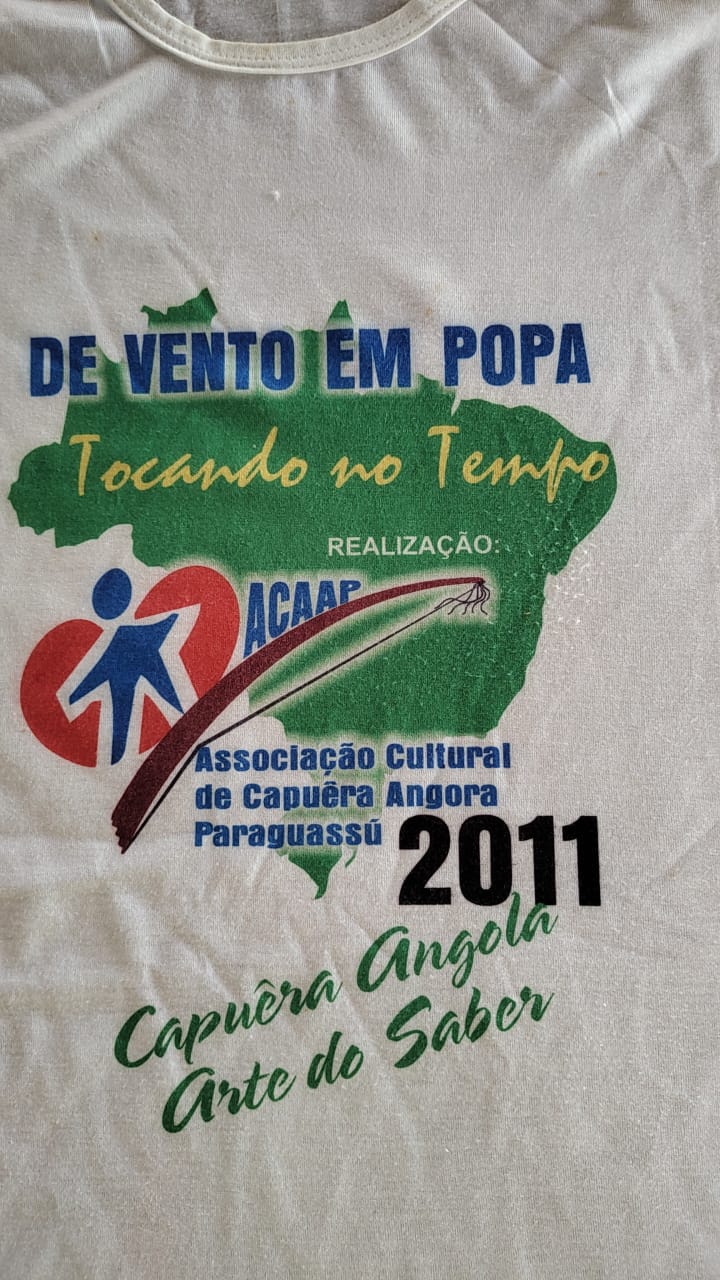 DE VENTO EM POPA
Tocando no Tempo
REALIZAÇÃO:
ACAAP
Associação Cultural
de Capuêra Angora
Paraguassú
2011
Capuêra Angola
Arte do Saber